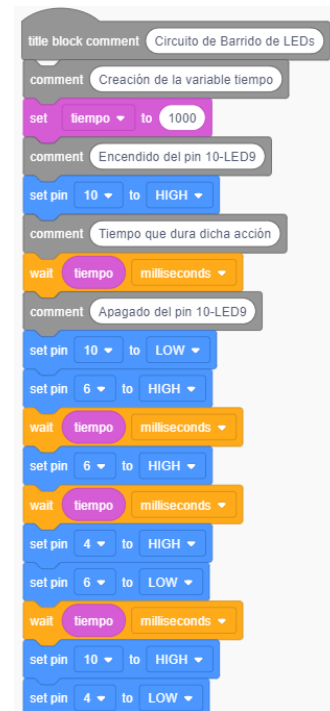 title block comment Circuito de Barrido de LEDs
comment Creación de la variable tiempo
set tiempo to 1000
comment Encendido del pin 10-LED9
set pin 10 to HIGH
comment Tiempo que dura dicha acción
wait tiempo milliseconds
comment Apagado del pin 10-LED9
set pin 10 to LOW
set pin 6 to HIGH
wait tiempo milliseconds
set pin 6 to HIGH
wait tiempo milliseconds
set pin 4 to HIGH
set pin 6 to LOW
wait tiempo milliseconds
set pin 10 to HIGH
set pin 4 to LOW